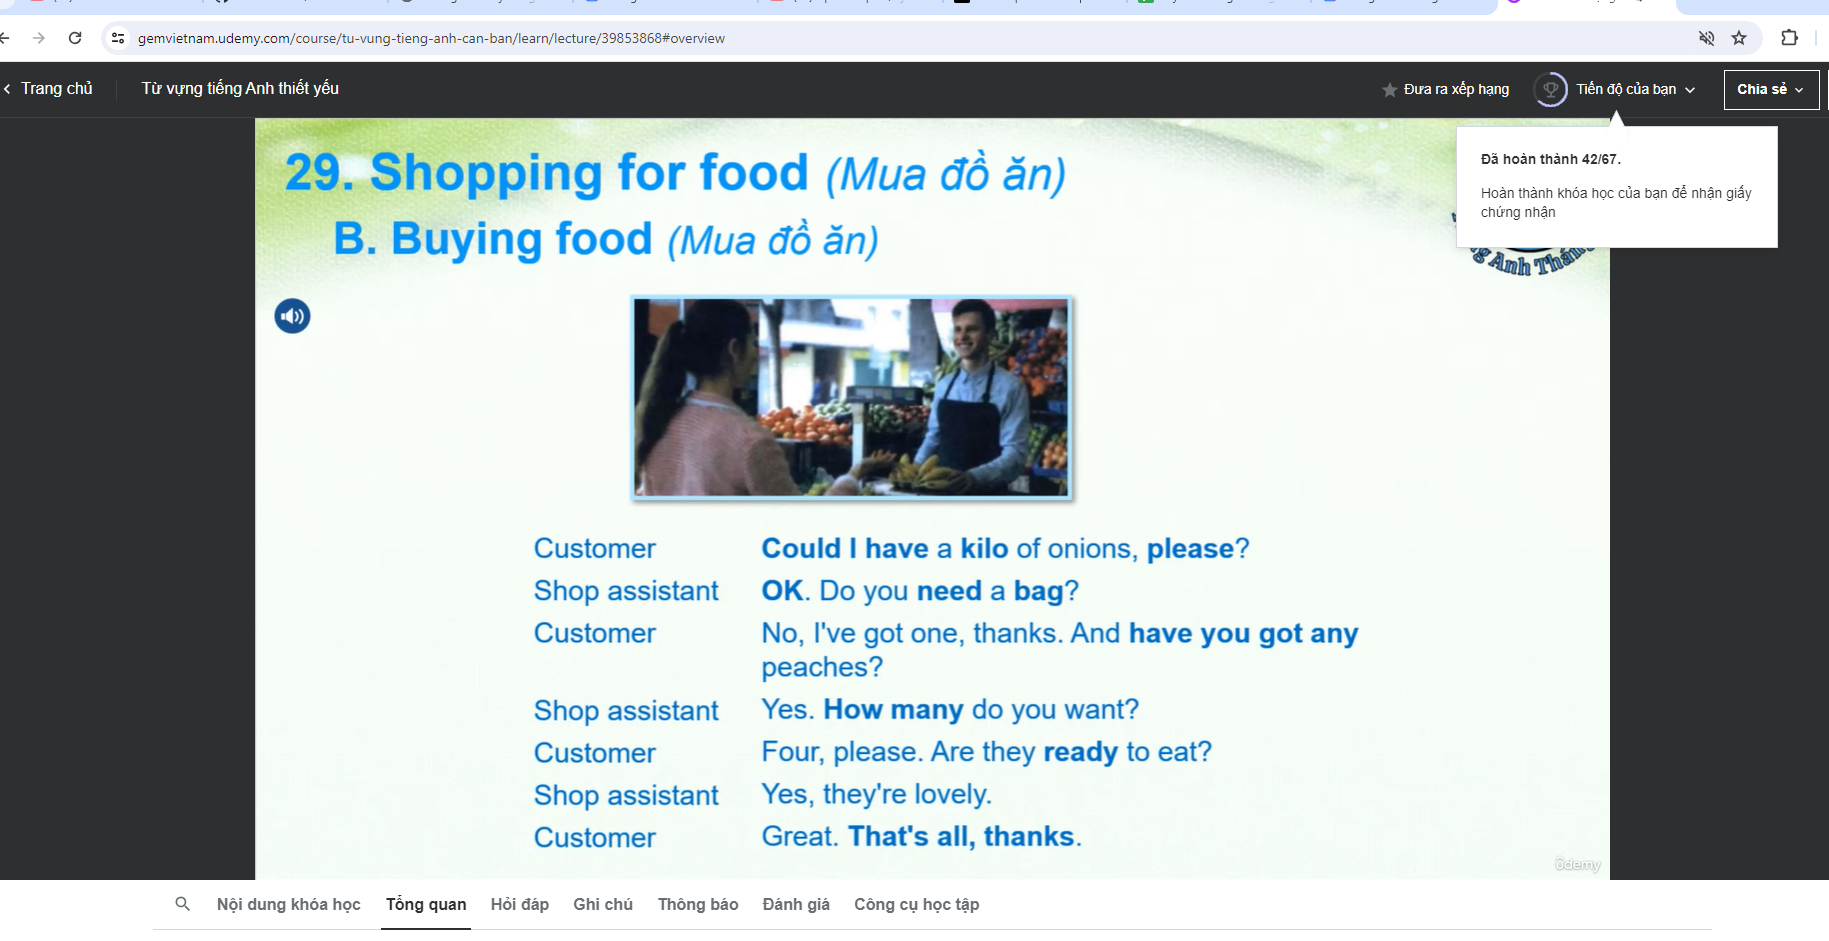 gemvietnam.udemy.com/course/tu-vung-tieng-anh-can-ban/learn/lecture/39853868#overview
Trang chủ
Từ vựng tiếng Anh thiết yếu
Đưa ra xếp hạng
Tiến độ của bạn
Chia sẻ
Đã hoàn thành 42/67.
Hoàn thành khóa học của bạn để nhận giấy
chứng nhận
29. Shopping for food (Mua đồ ăn)
B. Buying food (Mua đồ ăn)
Anh
Customer Could I have a kilo of onions, please?
Shop assistant OK. Do you need a bag?
Customer No, I've got one, thanks. And have you got any
peaches?
Shop assistant Yes. How many do you want?
Customer Four, please. Are they ready to eat?
Shop assistant Yes, they're lovely.
Customer Great. That's all, thanks.
ûdemy
Nội dung khóa học
Tổng quan
Hỏi đáp
Ghi chú
Thông báo
Đánh giá
Công cụ học tập